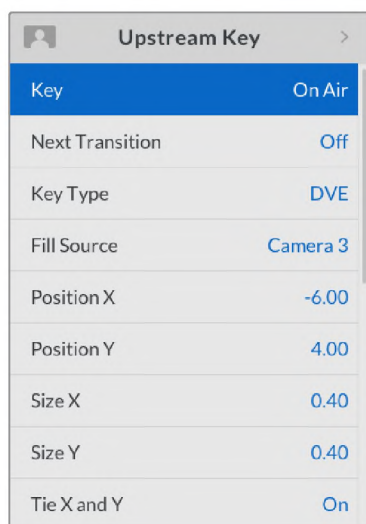 Upstream Key
Key On Air
Next Transition Off
Key Type DVE
Fill Source Camera 3
Position X -6.00
Position Y 4.00
Size X 0.40
Size Y 0.40
Tie X and Y On